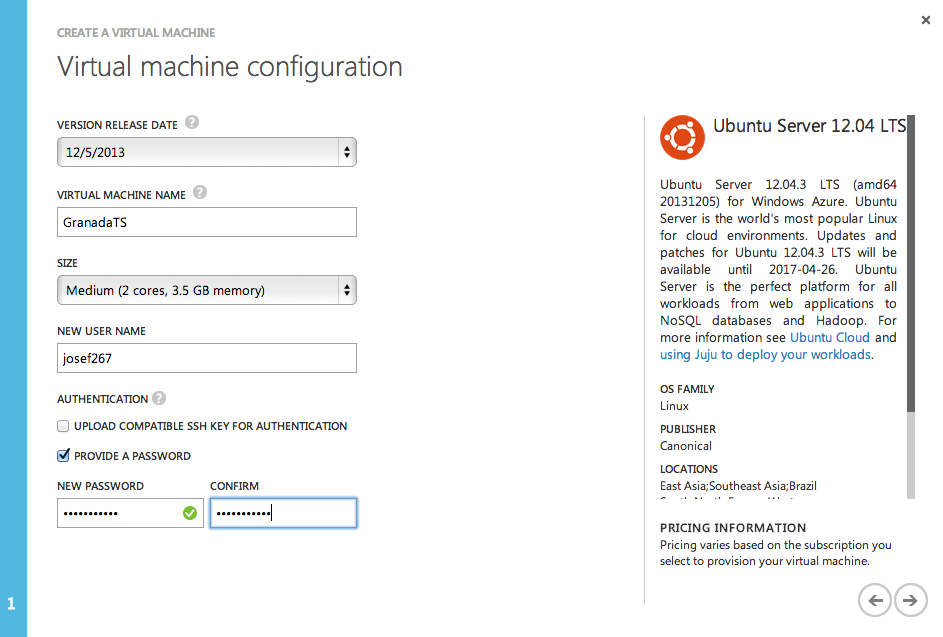 CREATE A VIRTUAL MACHINE
Virtual machine configuration
VERSION RELEASE DATE ?
12/5/2013
VIRTUAL MACHINE NAME ?
GranadaTS
SIZE
Medium (2 cores, 3.5 GB memory)
NEW USER NAME
josef267
AUTHENTICATION ?
UPLOAD COMPATIBLE SSH KEY FOR AUTHENTICATION
PROVIDE A PASSWORD
NEW PASSWORD CONFIRM
••••••••••• •••••••••••
1
Ubuntu Server 12.04 LTS
Ubuntu Server 12.04.3 LTS (amd64
20131205) for Windows Azure. Ubuntu
Server is the world's most popular Linux
for cloud environments. Updates and
patches for Ubuntu 12.04.3 LTS will be
available until 2017-04-26. Ubuntu
Server is the perfect platform for all
workloads from web applications to
NoSQL databases and Hadoop. For
more information see Ubuntu Cloud and
using Juju to deploy your workloads.
OS FAMILY
Linux
PUBLISHER
Canonical
LOCATIONS
East Asia;Southeast Asia;Brazil
PRICING INFORMATION
Pricing varies based on the subscription you
select to provision your virtual machine.